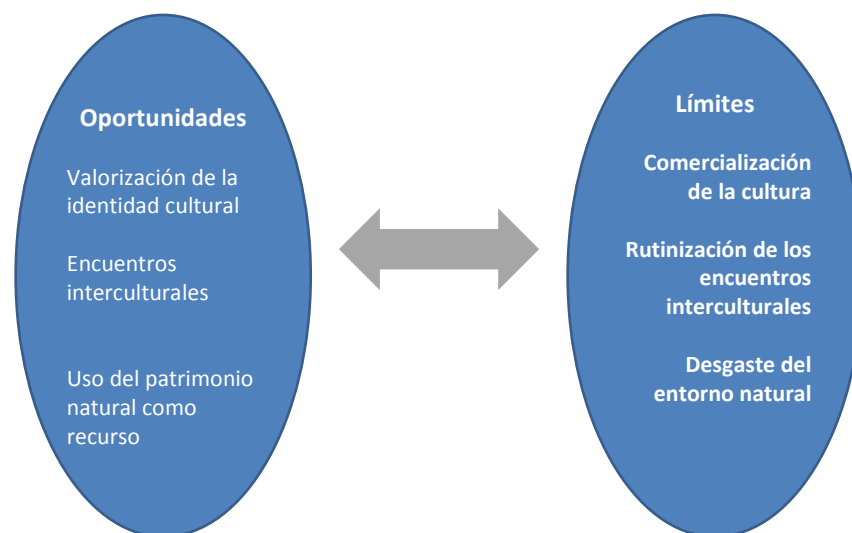 Oportunidades
Valorización de la
identidad cultural
Encuentros
interculturales
Uso del patrimonio
natural como
recurso
Límites
Comercialización
de la cultura
Rutinización de los
encuentros
interculturales
Desgaste del
entorno natural